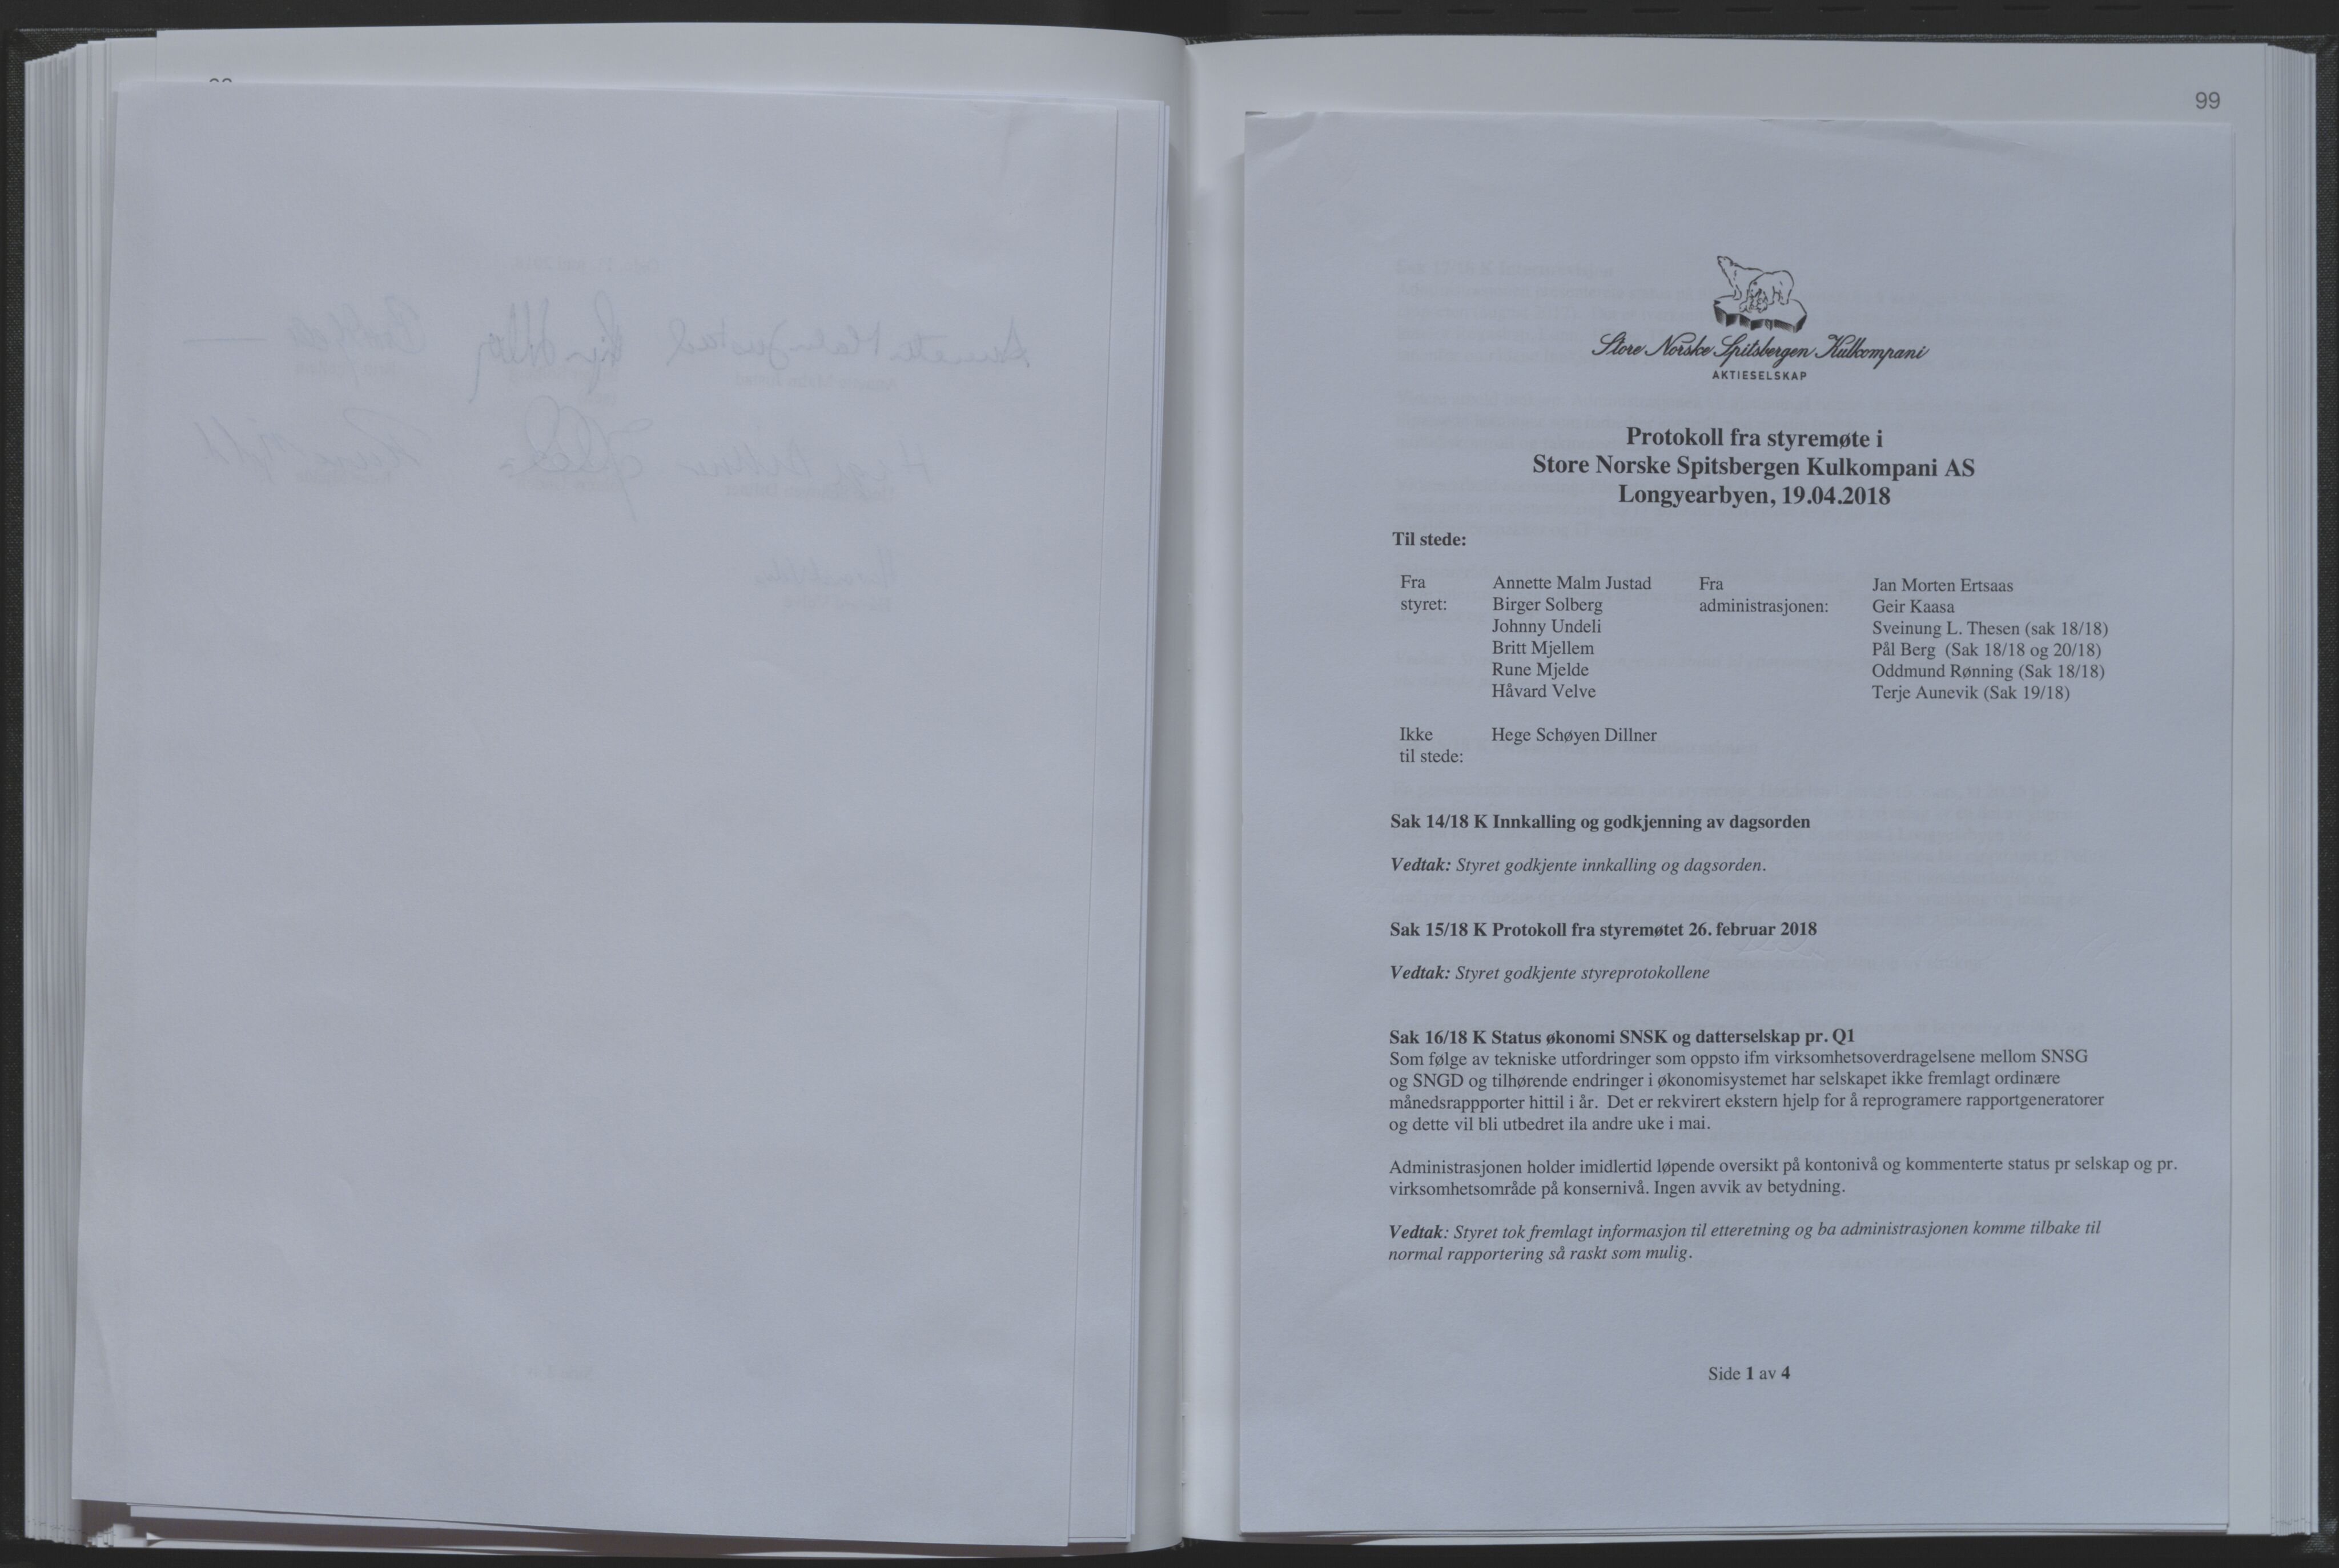 99
Store Norske Spitsbergen Kulkompani
AKTIESELSKAP
Protokoll fra styremøte i
Store Norske Spitsbergen Kulkompani AS
Longyearbyen, 19.04.2018
Til stede:
Fra styret:
Annette Malm Justad
Birger Solberg
Johnny Undeli
Britt Mjellem
Rune Mjelde
Håvard Velve
Fra administrasjonen:
Jan Morten Ertsaas
Geir Kaasa
Sveinung L. Thesen (sak 18/18)
Pål Berg (Sak 18/18 og 20/18)
Oddmund Rønning (Sak 18/18)
Terje Aunevik (Sak 19/18)
Ikke til stede:
Hege Schøyen Dillner
Sak 14/18 K Innkalling og godkjenning av dagsorden
Vedtak: Styret godkjente innkalling og dagsorden.
Sak 15/18 K Protokoll fra styremøtet 26. februar 2018
Vedtak: Styret godkjente styreprotokollene
Sak 16/18 K Status økonomi SNSK og datterselskap pr. Q1
Som følge av tekniske utfordringer som oppsto ifm virksomhetsoverdragelsene mellom SNSG
og SNGD og tilhørende endringer i økonomisystemet har selskapet ikke fremlagt ordinære
månedsrappporter hittil i år. Det er rekvirert ekstern hjelp for å reprogramere rapportgeneratorer
og dette vil bli utbedret ila andre uke i mai.
Administrasjonen holder imidlertid løpende oversikt på kontonivå og kommenterte status pr selskap og pr.
virksomhetsområde på konsernivå. Ingen avvik av betydning.
Vedtak: Styret tok fremlagt informasjon til etteretning og ba administrasjonen komme tilbake til
normal rapportering så raskt som mulig.
Side 1 av 4